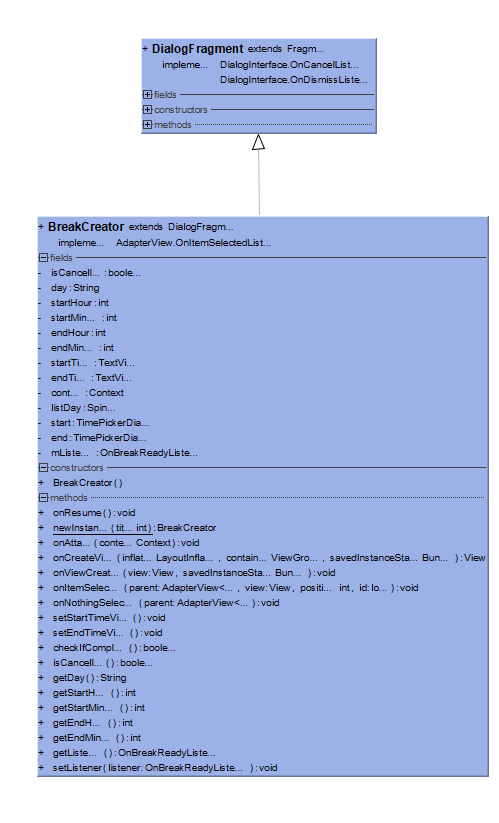 + DialogFragment extends Fragm...
impleme... DialogInterface.OnCancelList...
DialogInterface.OnDismissListe...
fields
constructors
methods
+ BreakCreator extends DialogFragm...
impleme... AdapterView.OnItemSelectedList...
fields
- isCancell... : boole...
- day : String
- startHour : int
- startMin... : int
- endHour : int
- endMin... : int
- startTi... : TextVi...
- endTi... : TextVi...
- cont... : Context
- listDay : Spin...
- start : TimePickerDia...
- end : TimePickerDia...
- mListe... : OnBreakReadyListe...
constructors
+ BreakCreator ( )
methods
+ onResume ( ) : void
+ newInstan... ( tit... int ) : BreakCreator
+ onAtta... ( conte... Context ) : void
+ onCreateVi... ( inflat... LayoutInfla... , contain... ViewGro... , savedInstanceSta... Bun... ) : View
+ onViewCreat... ( view : View , savedInstanceSta... Bun... ) : void
+ onItemSelec... ( parent : AdapterView<... , view : View , positi... int , id : lo... ) : void
+ onNothingSelec... ( parent : AdapterView<... ) : void
+ setStartTimeVi... ( ) : void
+ setEndTimeVi... ( ) : void
+ checkIfCompl... ( ) : boole...
+ isCancell... ( ) : boole...
+ getDay ( ) : String
+ getStartH... ( ) : int
+ getStartMin... ( ) : int
+ getEndH... ( ) : int
+ getEndMin... ( ) : int
+ getListe... ( ) : OnBreakReadyListe...
+ setListener ( listener : OnBreakReadyListe... ) : void